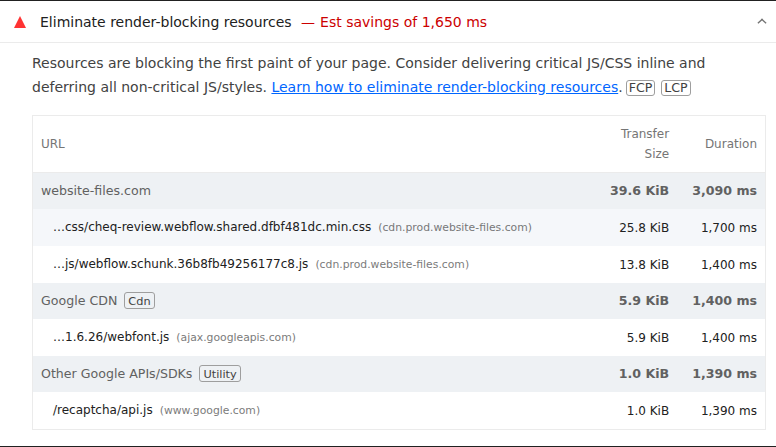 Eliminate render-blocking resources — Est savings of 1,650 ms
Resources are blocking the first paint of your page. Consider delivering critical JS/CSS inline and
deferring all non-critical JS/styles. Learn how to eliminate render-blocking resources. FCP LCP
URL Transfer Size Duration
website-files.com 39.6 KiB 3,090 ms
…css/cheq-review.webflow.shared.dfbf481dc.min.css (cdn.prod.website-files.com) 25.8 KiB 1,700 ms
…js/webflow.schunk.36b8fb49256177c8.js (cdn.prod.website-files.com) 13.8 KiB 1,400 ms
Google CDN Cdn 5.9 KiB 1,400 ms
…1.6.26/webfont.js (ajax.googleapis.com) 5.9 KiB 1,400 ms
Other Google APIs/SDKs Utility 1.0 KiB 1,390 ms
/recaptcha/api.js (www.google.com) 1.0 KiB 1,390 ms